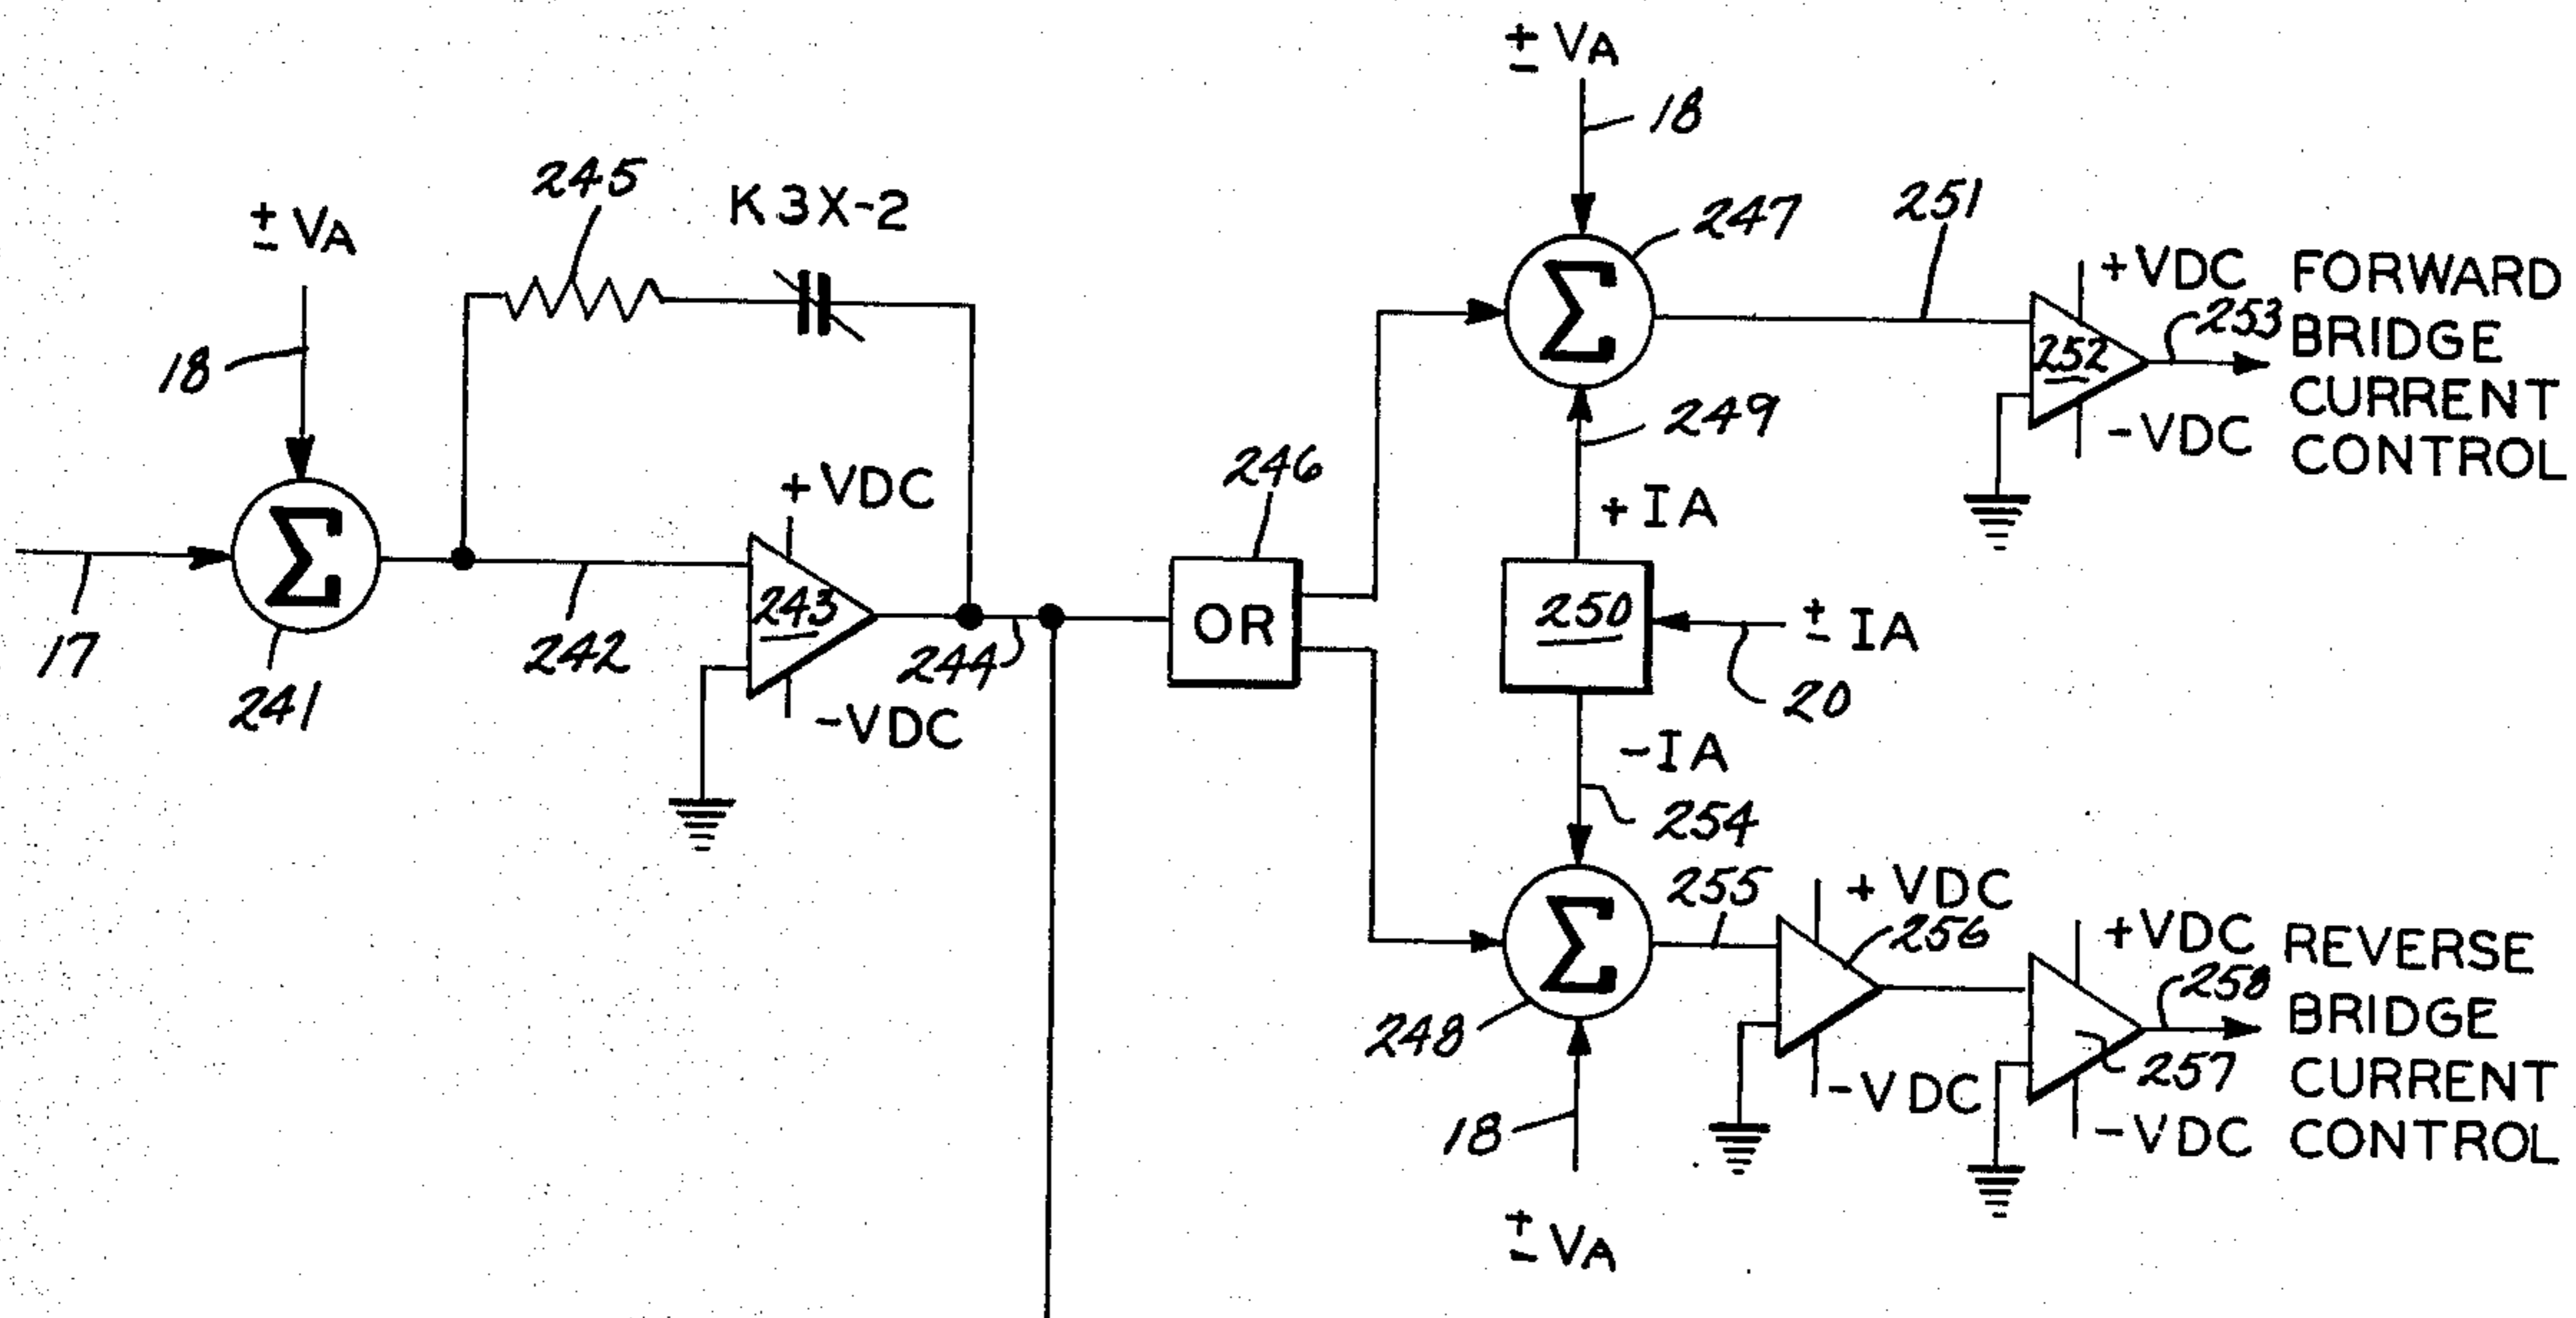 ± VA
18
247
251
+VDC
253
FORWARD
BRIDGE
CURRENT
CONTROL
252
-VDC
245
K3X-2
± VA
18
Σ
249
246
+VDC
+IA
Σ
17
241
242
243
244
-VDC
OR
250
± IA
20
-IA
254
255
+ VDC
256
Σ
248
18
± VA
-VDC
+VDC
258
REVERSE
BRIDGE
CURRENT
CONTROL
257
-VDC
Σ